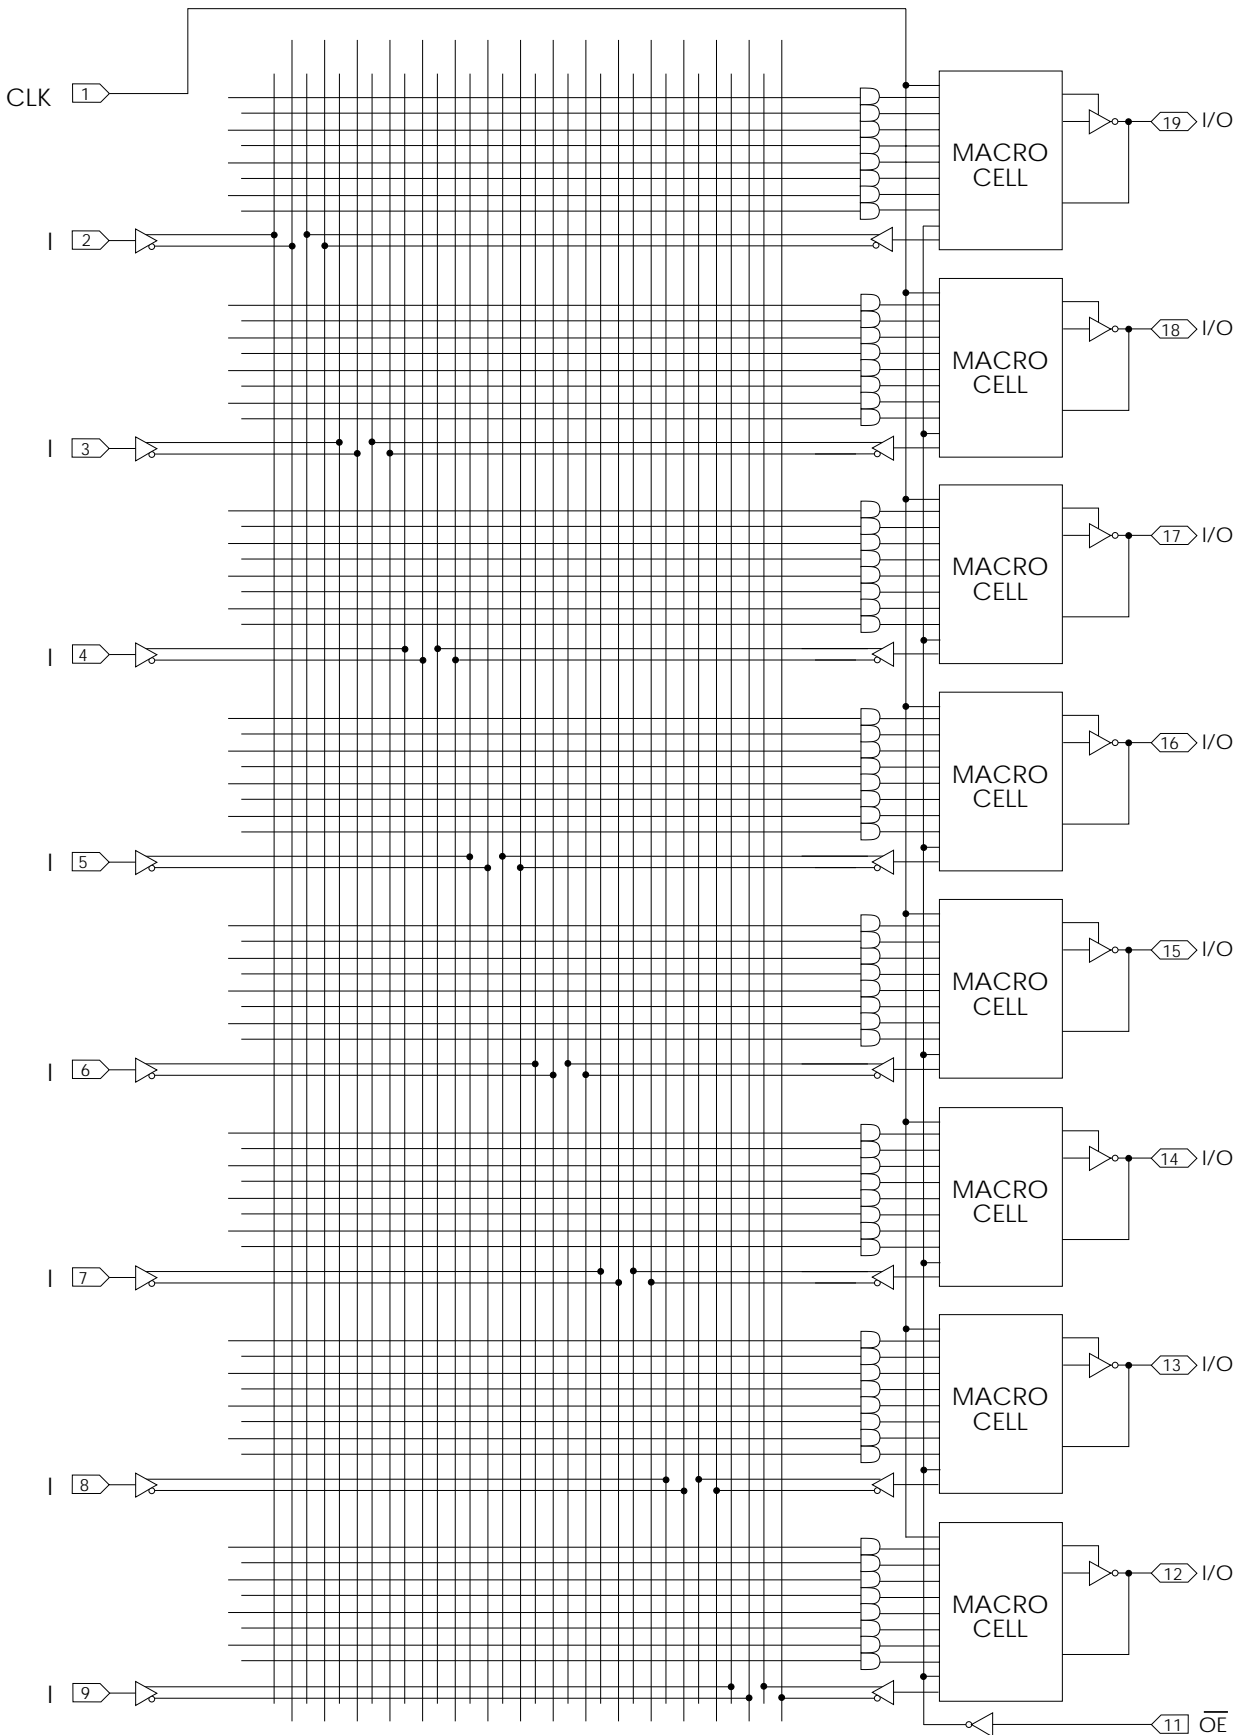 CLK 1
MACRO
CELL
19 I/O
I 2
MACRO
CELL
18 I/O
I 3
MACRO
CELL
17 I/O
I 4
MACRO
CELL
16 I/O
I 5
MACRO
CELL
15 I/O
I 6
MACRO
CELL
14 I/O
I 7
MACRO
CELL
13 I/O
I 8
MACRO
CELL
12 I/O
I 9
11 O̅E̅